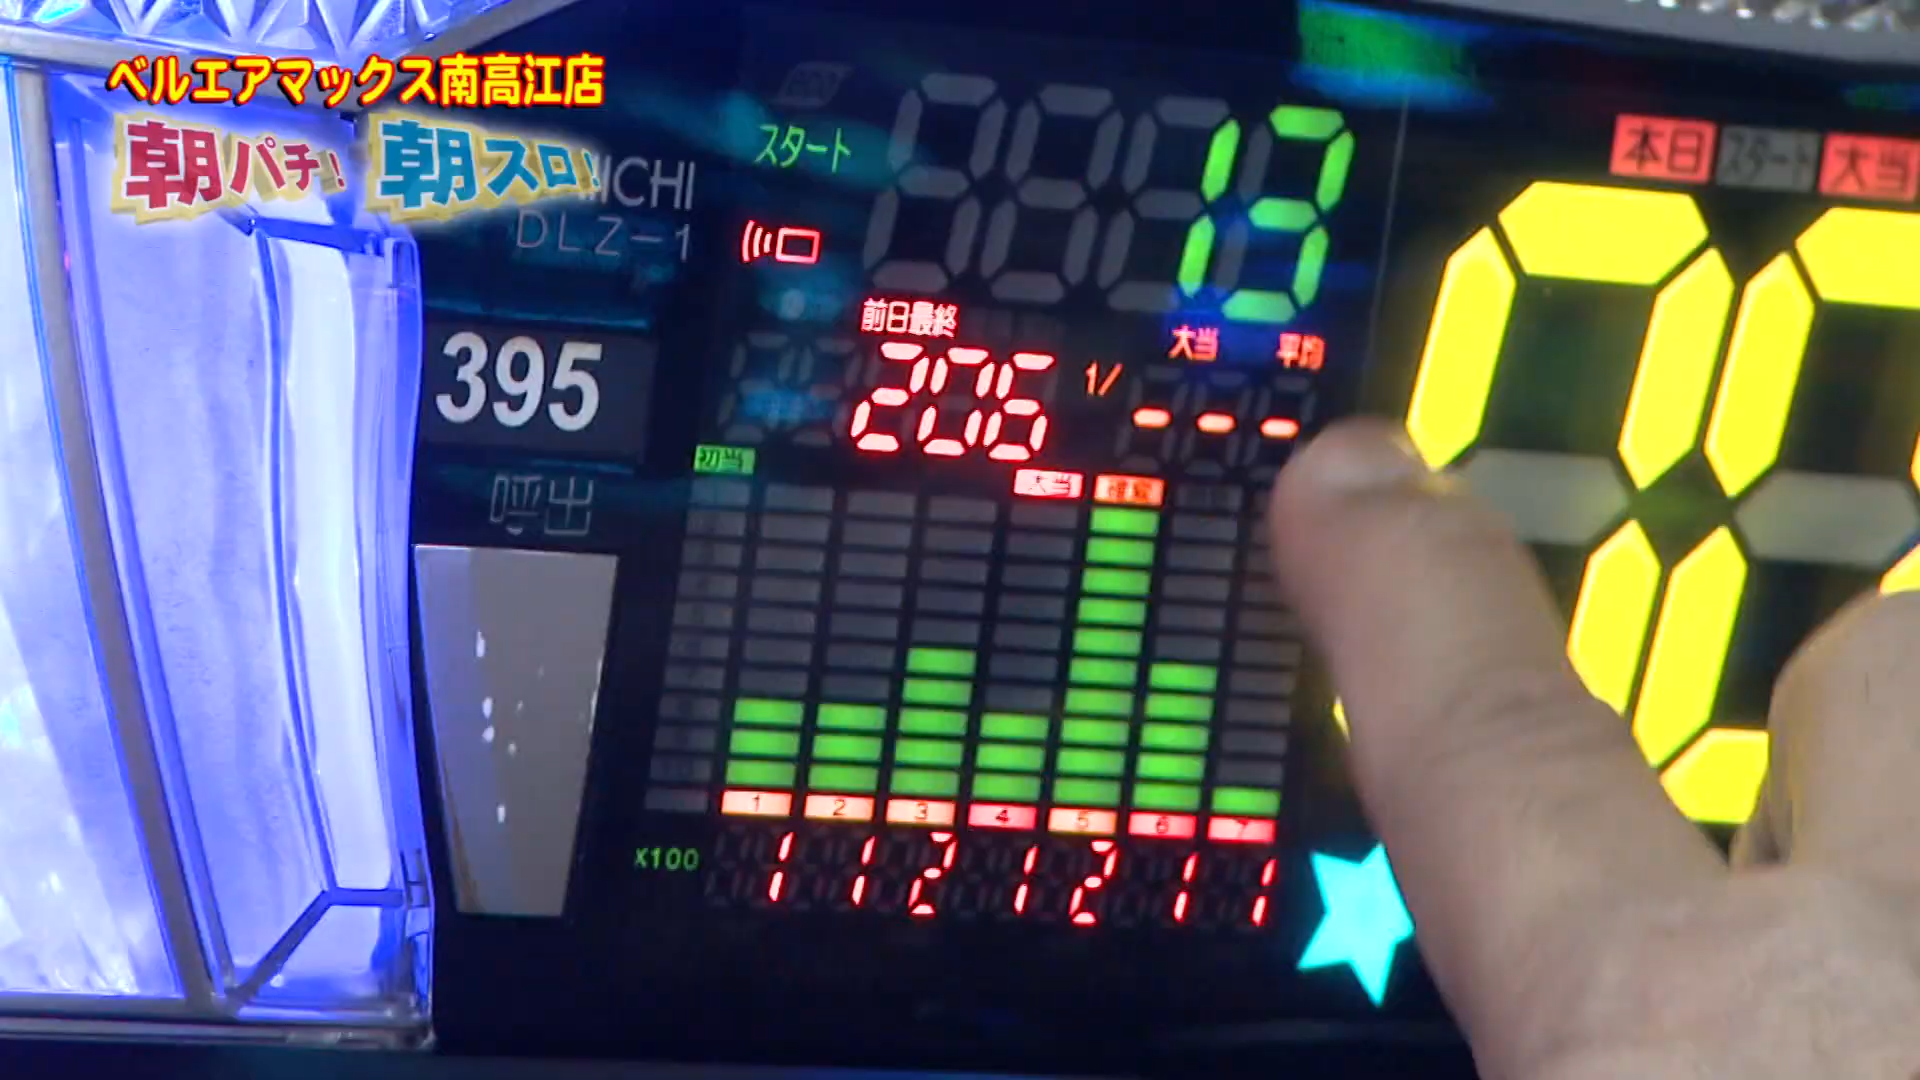 ベルエアマックス南高江店
朝パチ! 朝スロ!
ICHI
DLZ-1
395
呼出
スタート
13
前日最終
206
大当 平均
1/ ---
初当
大当
1 2 3 4 5 6 7
X100
1 1 2 1 2 1 1
本日 スタート 大当